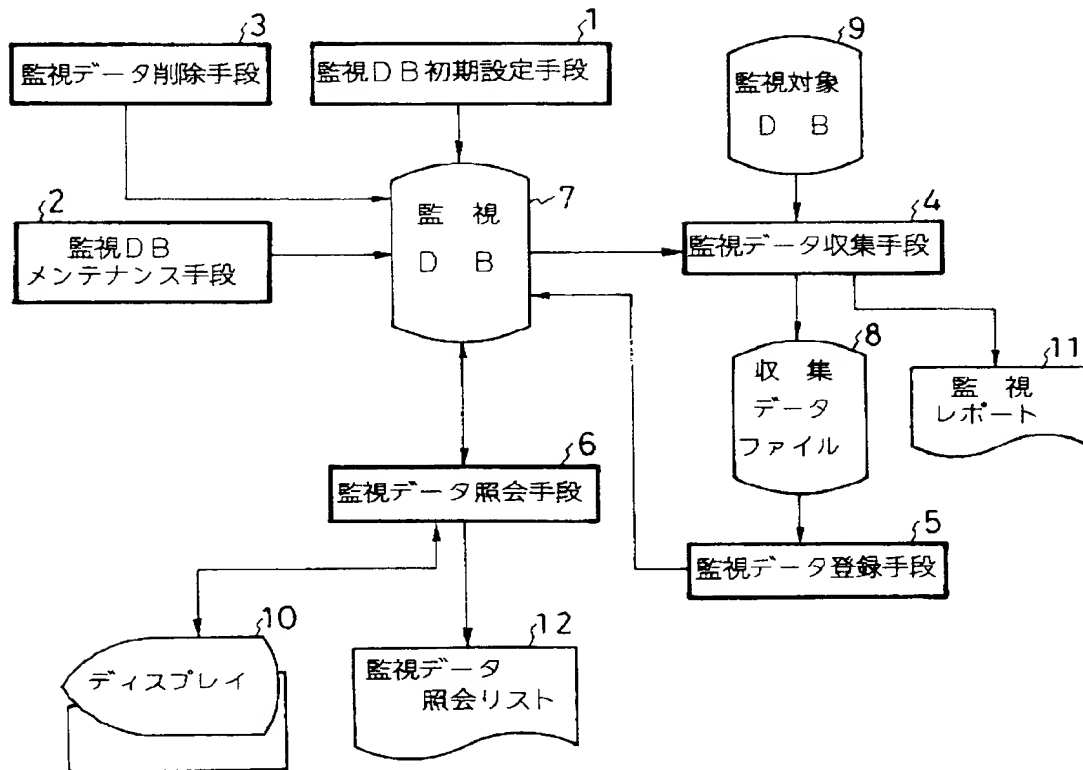 3
監視データ削除手段
1
監視DB初期設定手段
9
監視対象
D B
2
監視DB
メンテナンス手段
7
監 視
D B
4
監視データ収集手段
8
収 集
データ
ファイル
11
監 視
レポート
6
監視データ照会手段
5
監視データ登録手段
10
ディスプレイ
12
監視データ
照会リスト